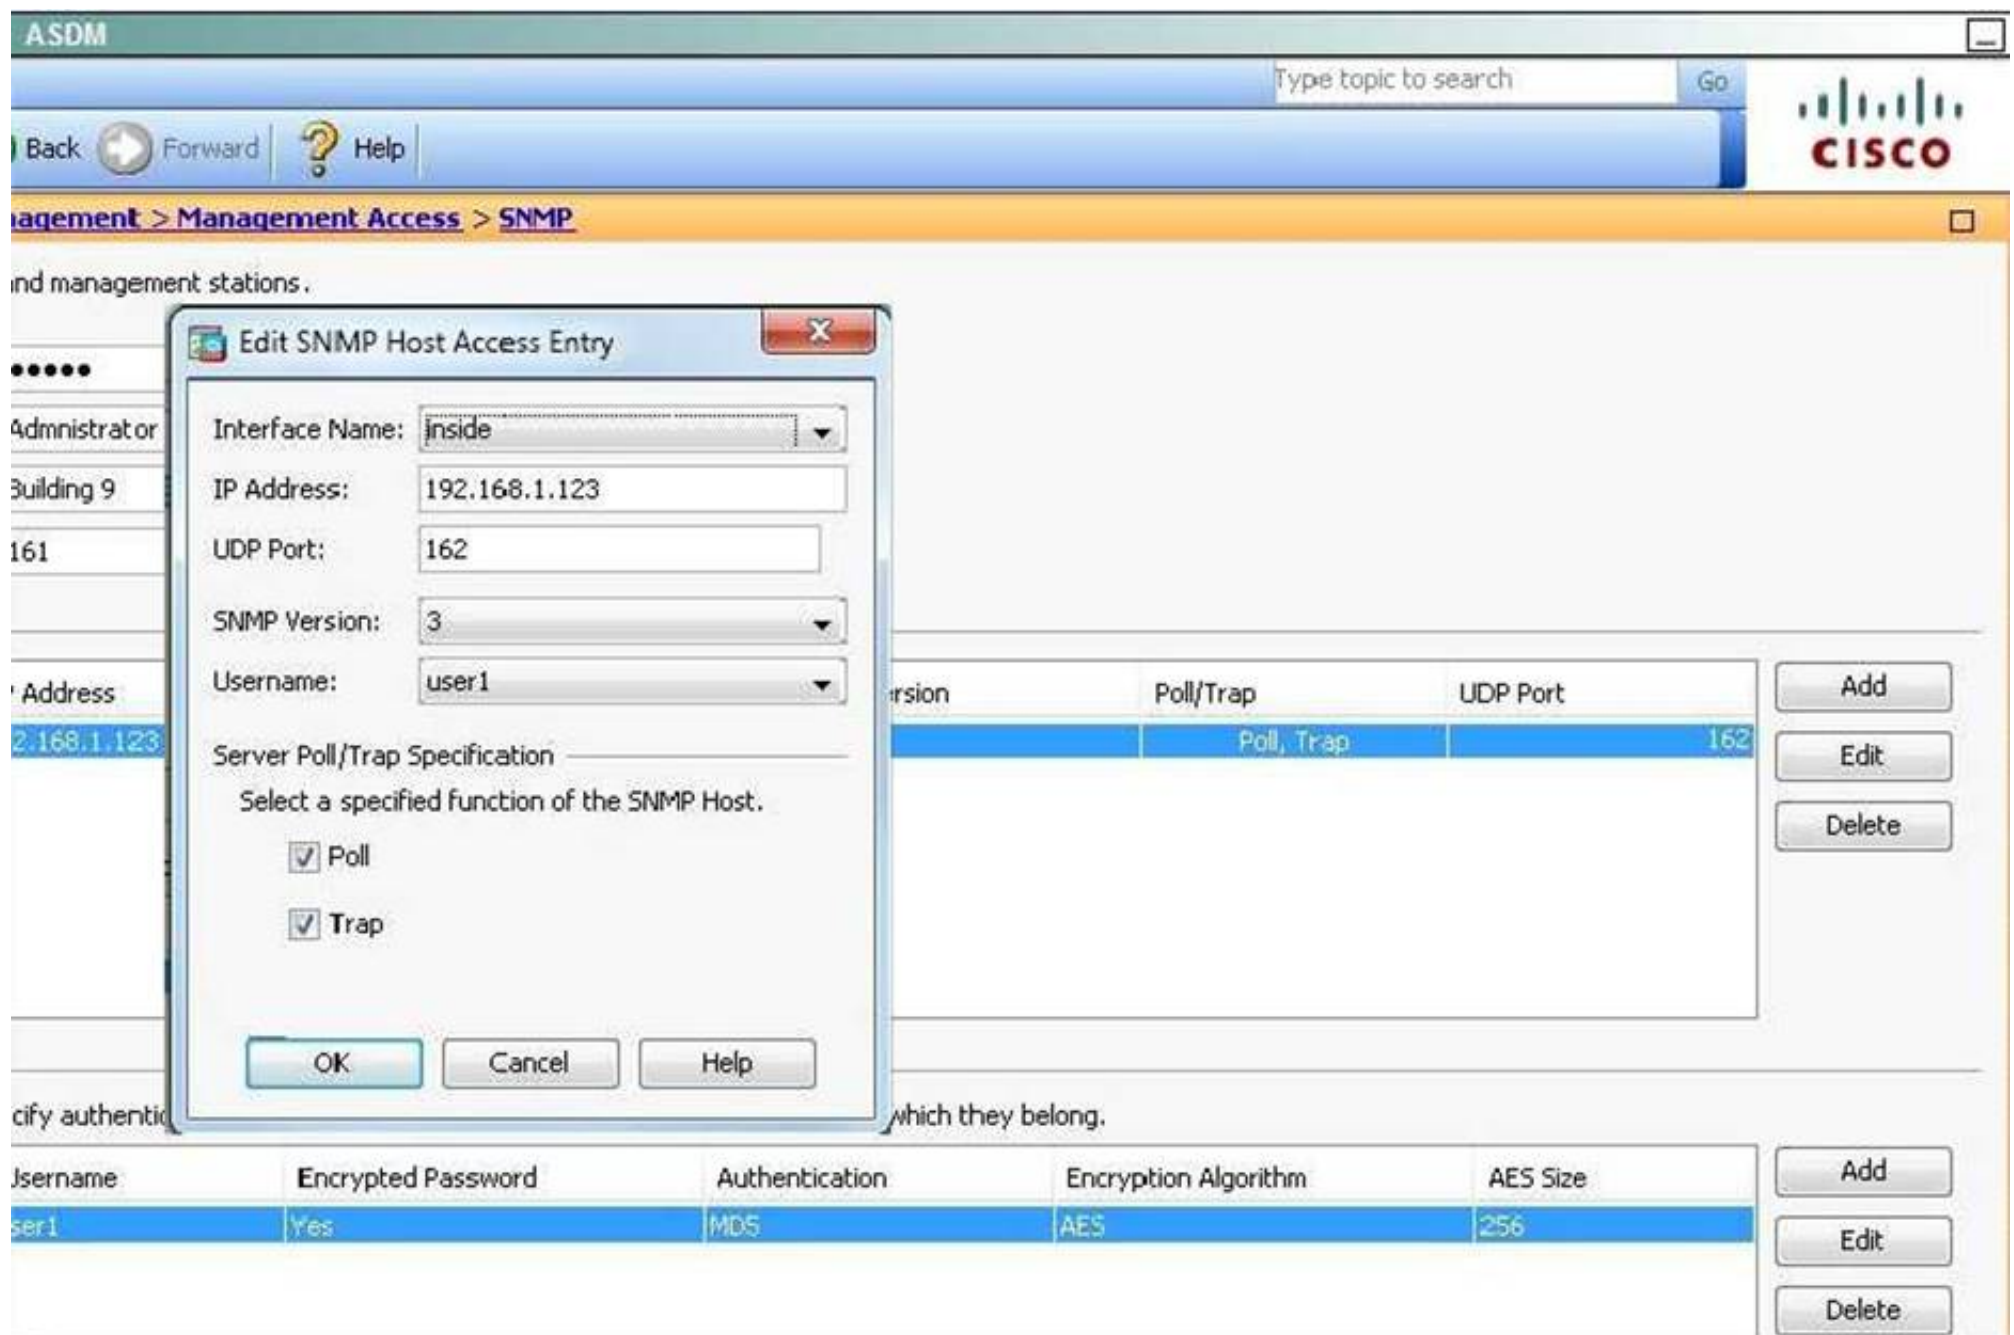 ASDM
Type topic to search
Go
CISCO
Back
Forward
Help
nagement > Management Access > SNMP
and management stations.
Edit SNMP Host Access Entry
●●●●●
Admnistrator
Interface Name:
inside
Building 9
IP Address:
192.168.1.123
161
UDP Port:
162
SNMP Version:
3
Username:
user1
Address
rsion
Poll/Trap
UDP Port
Add
2.168.1.123
Poll, Trap
162
Edit
Server Poll/Trap Specification
Select a specified function of the SNMP Host.
Delete
Poll
Trap
OK
Cancel
Help
cify authentic
which they belong.
Username
Encrypted Password
Authentication
Encryption Algorithm
AES Size
Add
ser1
Yes
MD5
AES
256
Edit
Delete